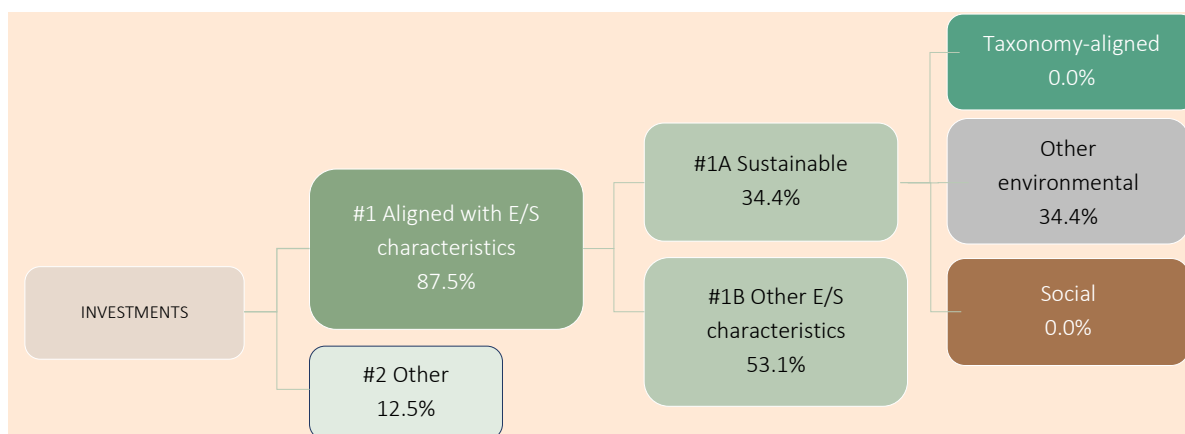 INVESTMENTS
#1 Aligned with E/S
characteristics
87.5%
#2 Other
12.5%
#1A Sustainable
34.4%
#1B Other E/S
characteristics
53.1%
Taxonomy-aligned
0.0%
Other
environmental
34.4%
Social
0.0%